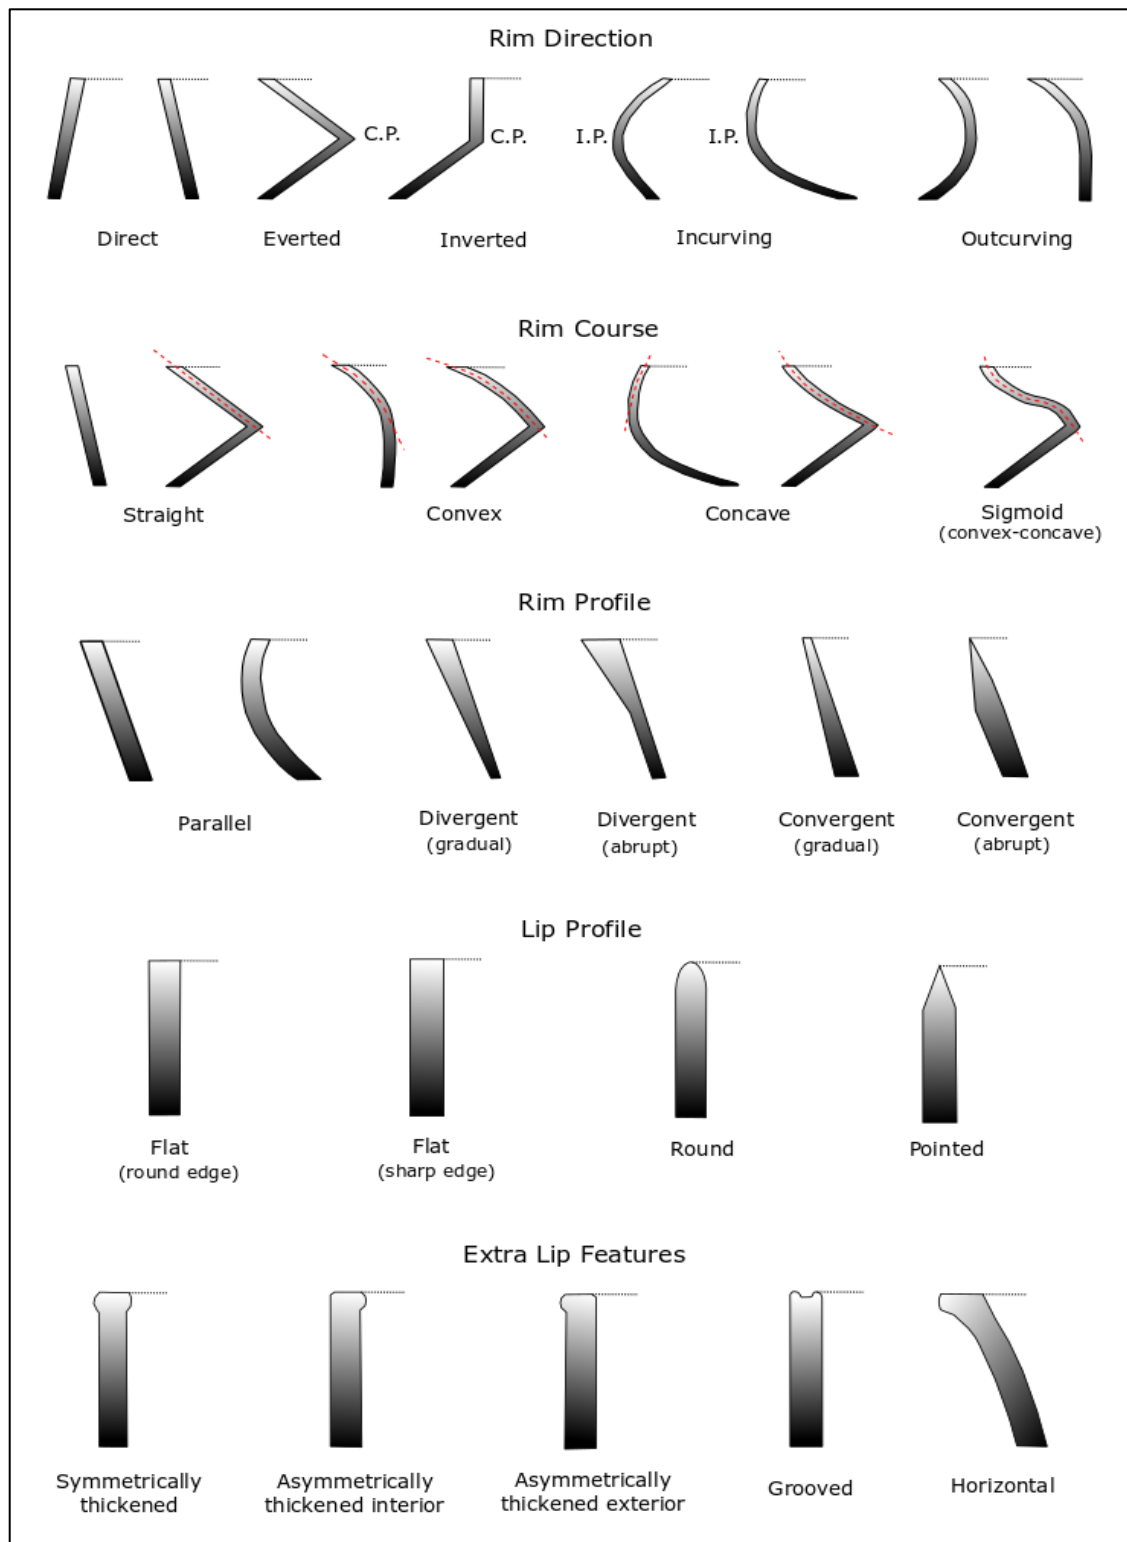 Rim Direction
C.P.
C.P.
I.P.
I.P.
Direct
Everted
Inverted
Incurving
Outcurving
Rim Course
Straight
Convex
Concave
Sigmoid
(convex-concave)
Rim Profile
Parallel
Divergent
(gradual)
Divergent
(abrupt)
Convergent
(gradual)
Convergent
(abrupt)
Lip Profile
Flat
(round edge)
Flat
(sharp edge)
Round
Pointed
Extra Lip Features
Symmetrically
thickened
Asymmetrically
thickened interior
Asymmetrically
thickened exterior
Grooved
Horizontal